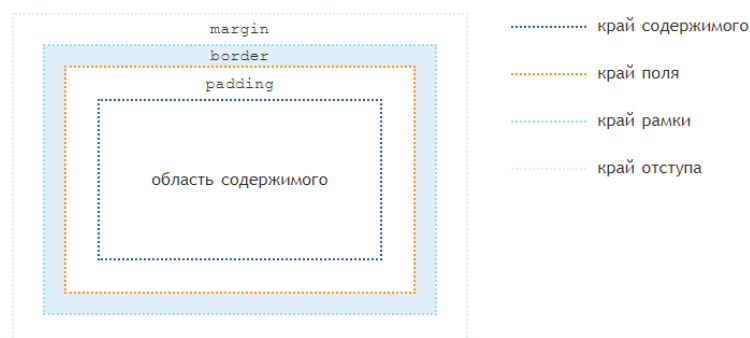 margin
border
padding
область содержимого
край содержимого
край поля
край рамки
край отступа